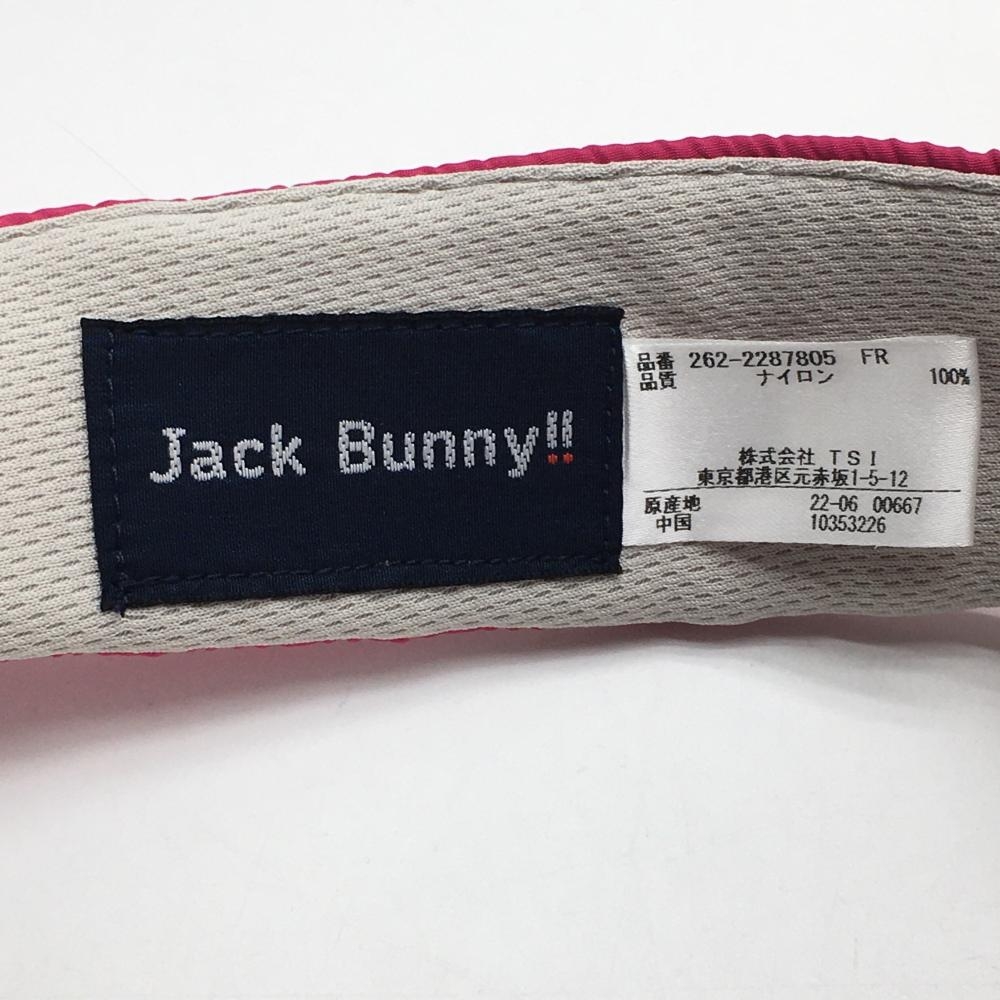 Jack Bunny!!
品番 262-2287805 FR
品質 ナイロン 100%
株式会社 TSI
東京都港区元赤坂1-5-12
原産地 22-06 00667
中国 10353226